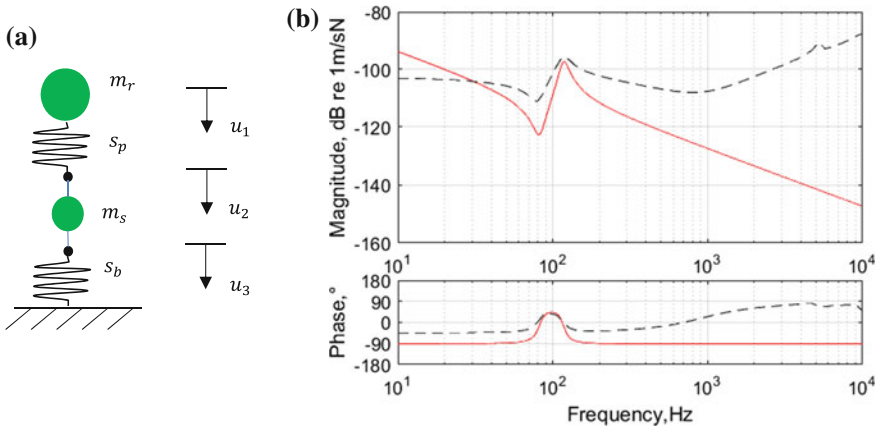 (a)
m_r
s_p
m_s
s_b
u_1
u_2
u_3
(b)
Magnitude, dB re 1m/sN
-80
-100
-120
-140
-160
10^1
10^2
10^3
10^4
Phase,°
180
90
0
-90
-180
10^1
10^2
10^3
10^4
Frequency,Hz